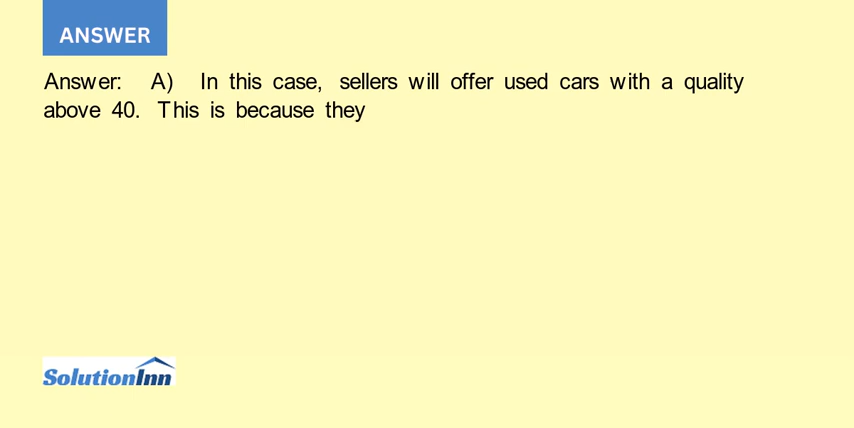 ANSWER
Answer: A) In this case, sellers will offer used cars with a quality
above 40. This is because they
SolutionInn